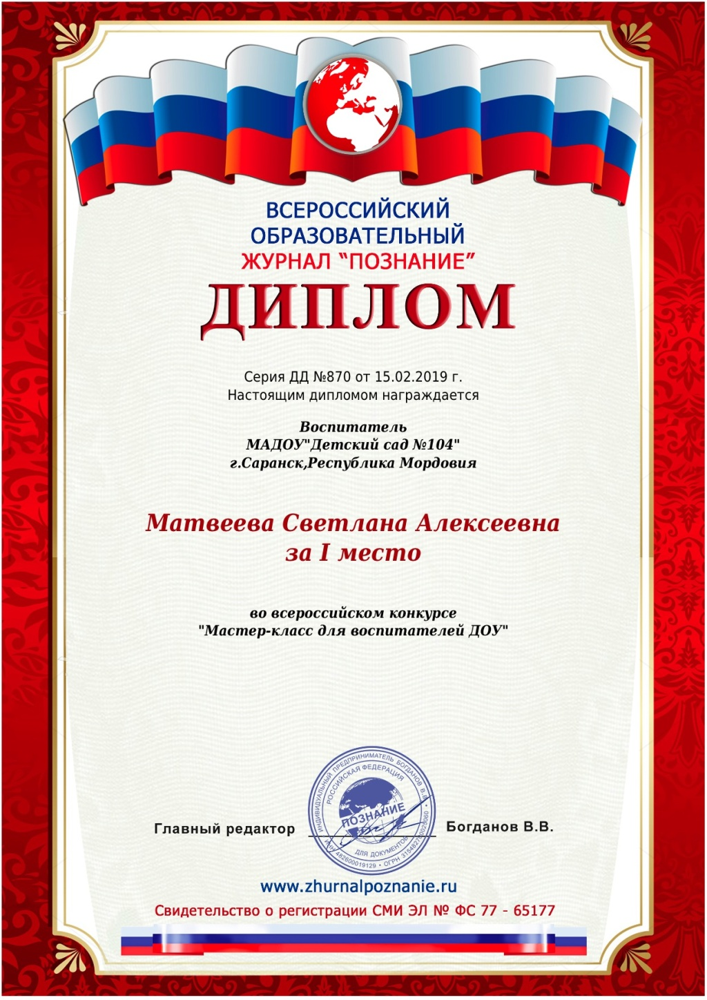 ВСЕРОССИЙСКИЙ
ОБРАЗОВАТЕЛЬНЫЙ
ЖУРНАЛ “ПОЗНАНИЕ”
ДИПЛОМ
Серия ДД №870 от 15.02.2019 г.
Настоящим дипломом награждается
Воспитатель
МАДОУ"Детский сад №104"
г.Саранск,Республика Мордовия
Матвеева Светлана Алексеевна
за I место
во всероссийском конкурсе
"Мастер-класс для воспитателей ДОУ"
ИНДИВИДУАЛЬНЫЙ ПРЕДПРИНИМАТЕЛЬ БОГДАНОВ В.В.
РОССИЙСКАЯ ФЕДЕРАЦИЯ
ПОЗНАНИЕ
ДЛЯ ДОКУМЕНТОВ
ИНН 482600019129 • ОГРН
Главный редактор
Богданов В.В.
www.zhurnalpoznanie.ru
Свидетельство о регистрации СМИ ЭЛ № ФС 77 - 65177